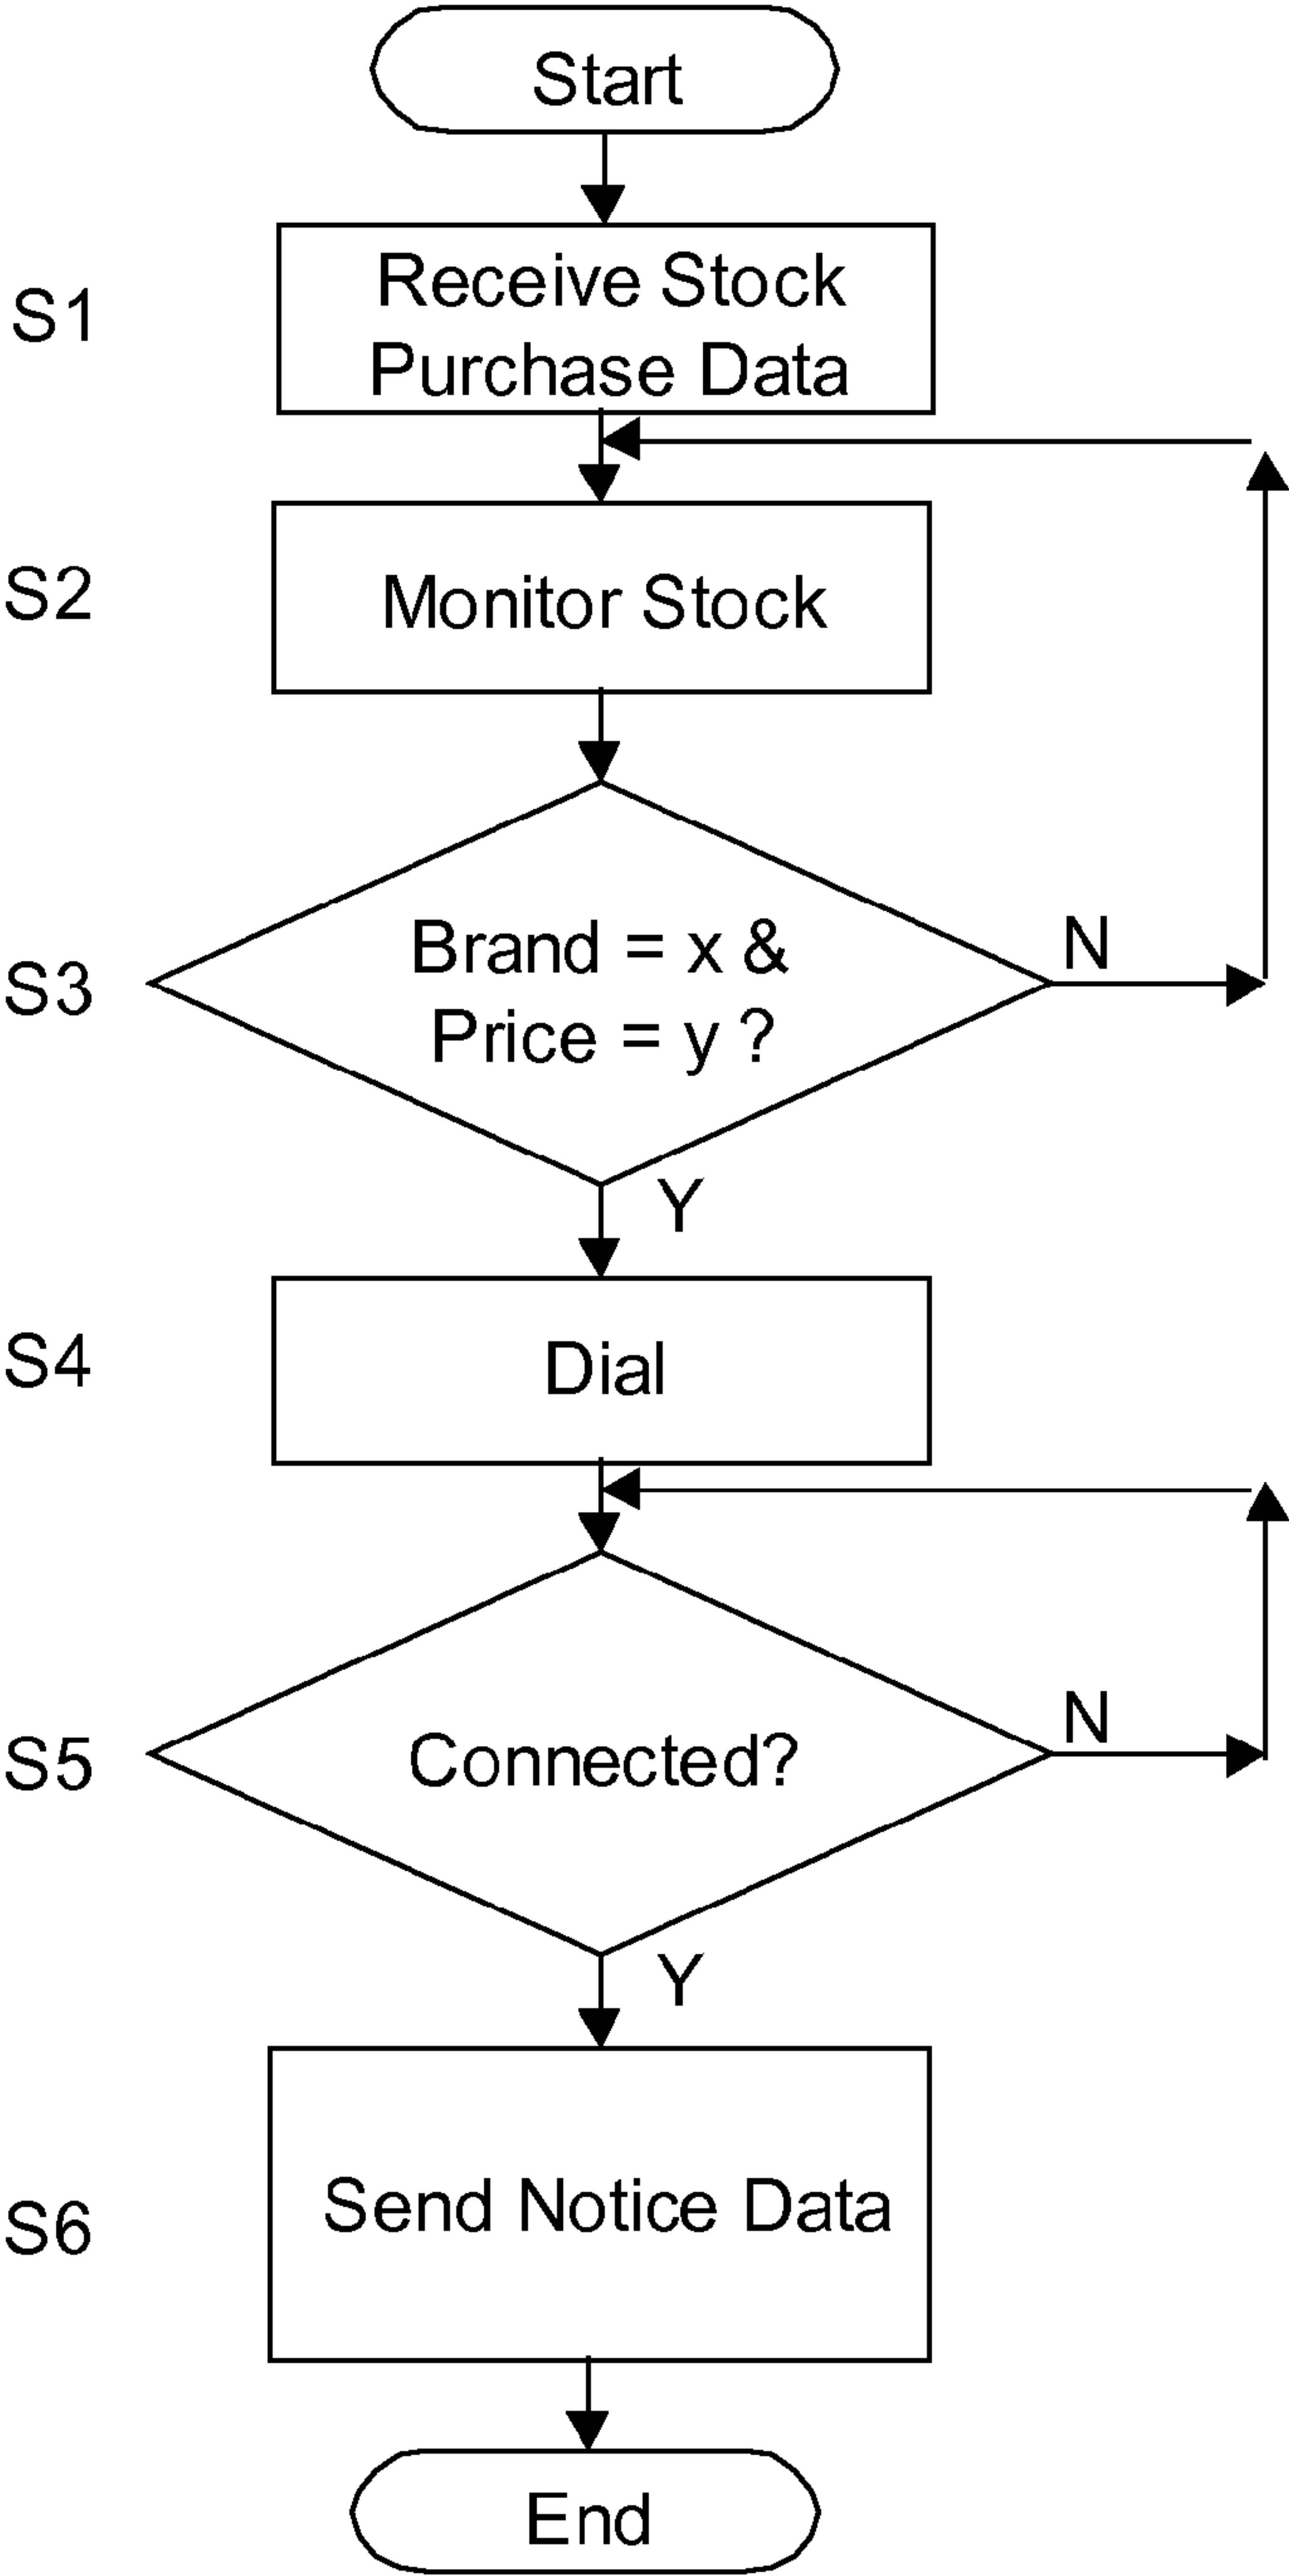 Start
S1
Receive Stock
Purchase Data
S2
Monitor Stock
S3
Brand = x &
Price = y ?
N
Y
S4
Dial
S5
Connected?
N
Y
S6
Send Notice Data
End